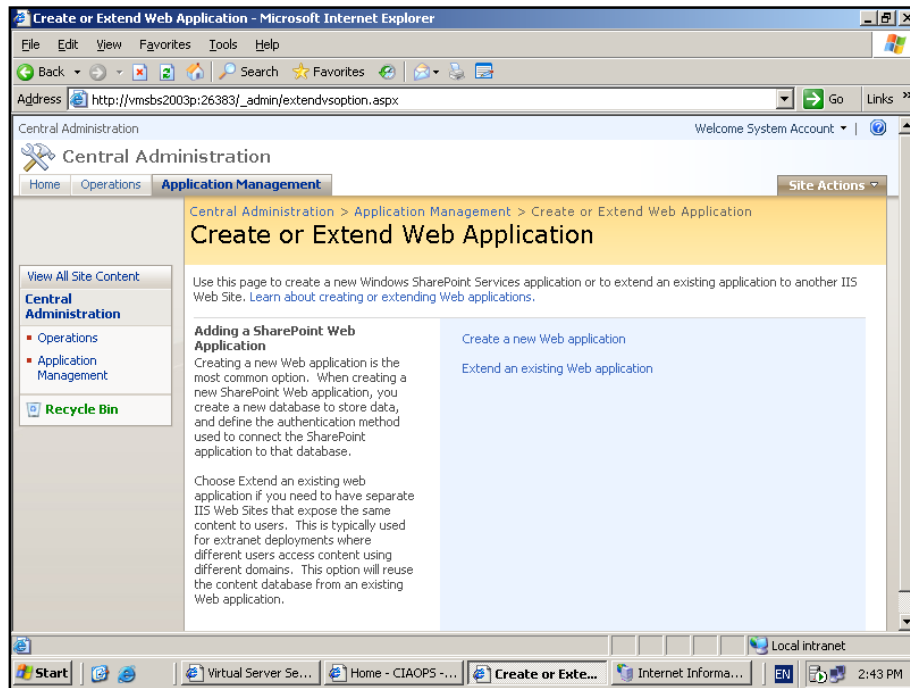 Create or Extend Web Application - Microsoft Internet Explorer
File Edit View Favorites Tools Help
Back Search Favorites
Address http://vmsbs2003p:26383/_admin/extendvsoption.aspx Go Links »
Central Administration Welcome System Account
Central Administration
Home Operations Application Management Site Actions
Central Administration > Application Management > Create or Extend Web Application
Create or Extend Web Application
View All Site Content
Central
Administration
Operations
Application
Management
Recycle Bin
Use this page to create a new Windows SharePoint Services application or to extend an existing application to another IIS
Web Site. Learn about creating or extending Web applications.
Adding a SharePoint Web
Application
Creating a new Web application is the
most common option. When creating a
new SharePoint Web application, you
create a new database to store data,
and define the authentication method
used to connect the SharePoint
application to that database.
Choose Extend an existing web
application if you need to have separate
IIS Web Sites that expose the same
content to users. This is typically used
for extranet deployments where
different users access content using
different domains. This option will reuse
the content database from an existing
Web application.
Create a new Web application
Extend an existing Web application
Local intranet
Start Virtual Server Se... Home - CIAOPS -... Create or Exte... Internet Informa... EN 2:43 PM